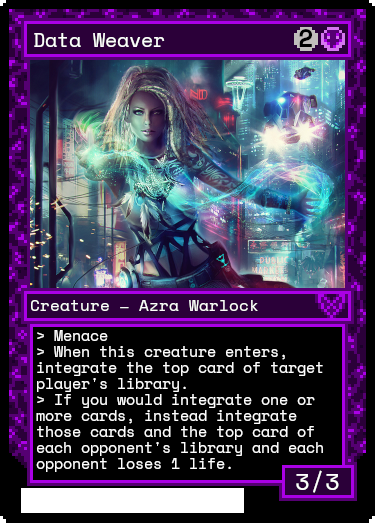 Data Weaver 2
Creature – Azra Warlock
> Menace
> When this creature enters,
integrate the top card of target
player's library.
> If you would integrate one or
more cards, instead integrate
those cards and the top card of
each opponent's library and each
opponent loses 1 life.
3/3